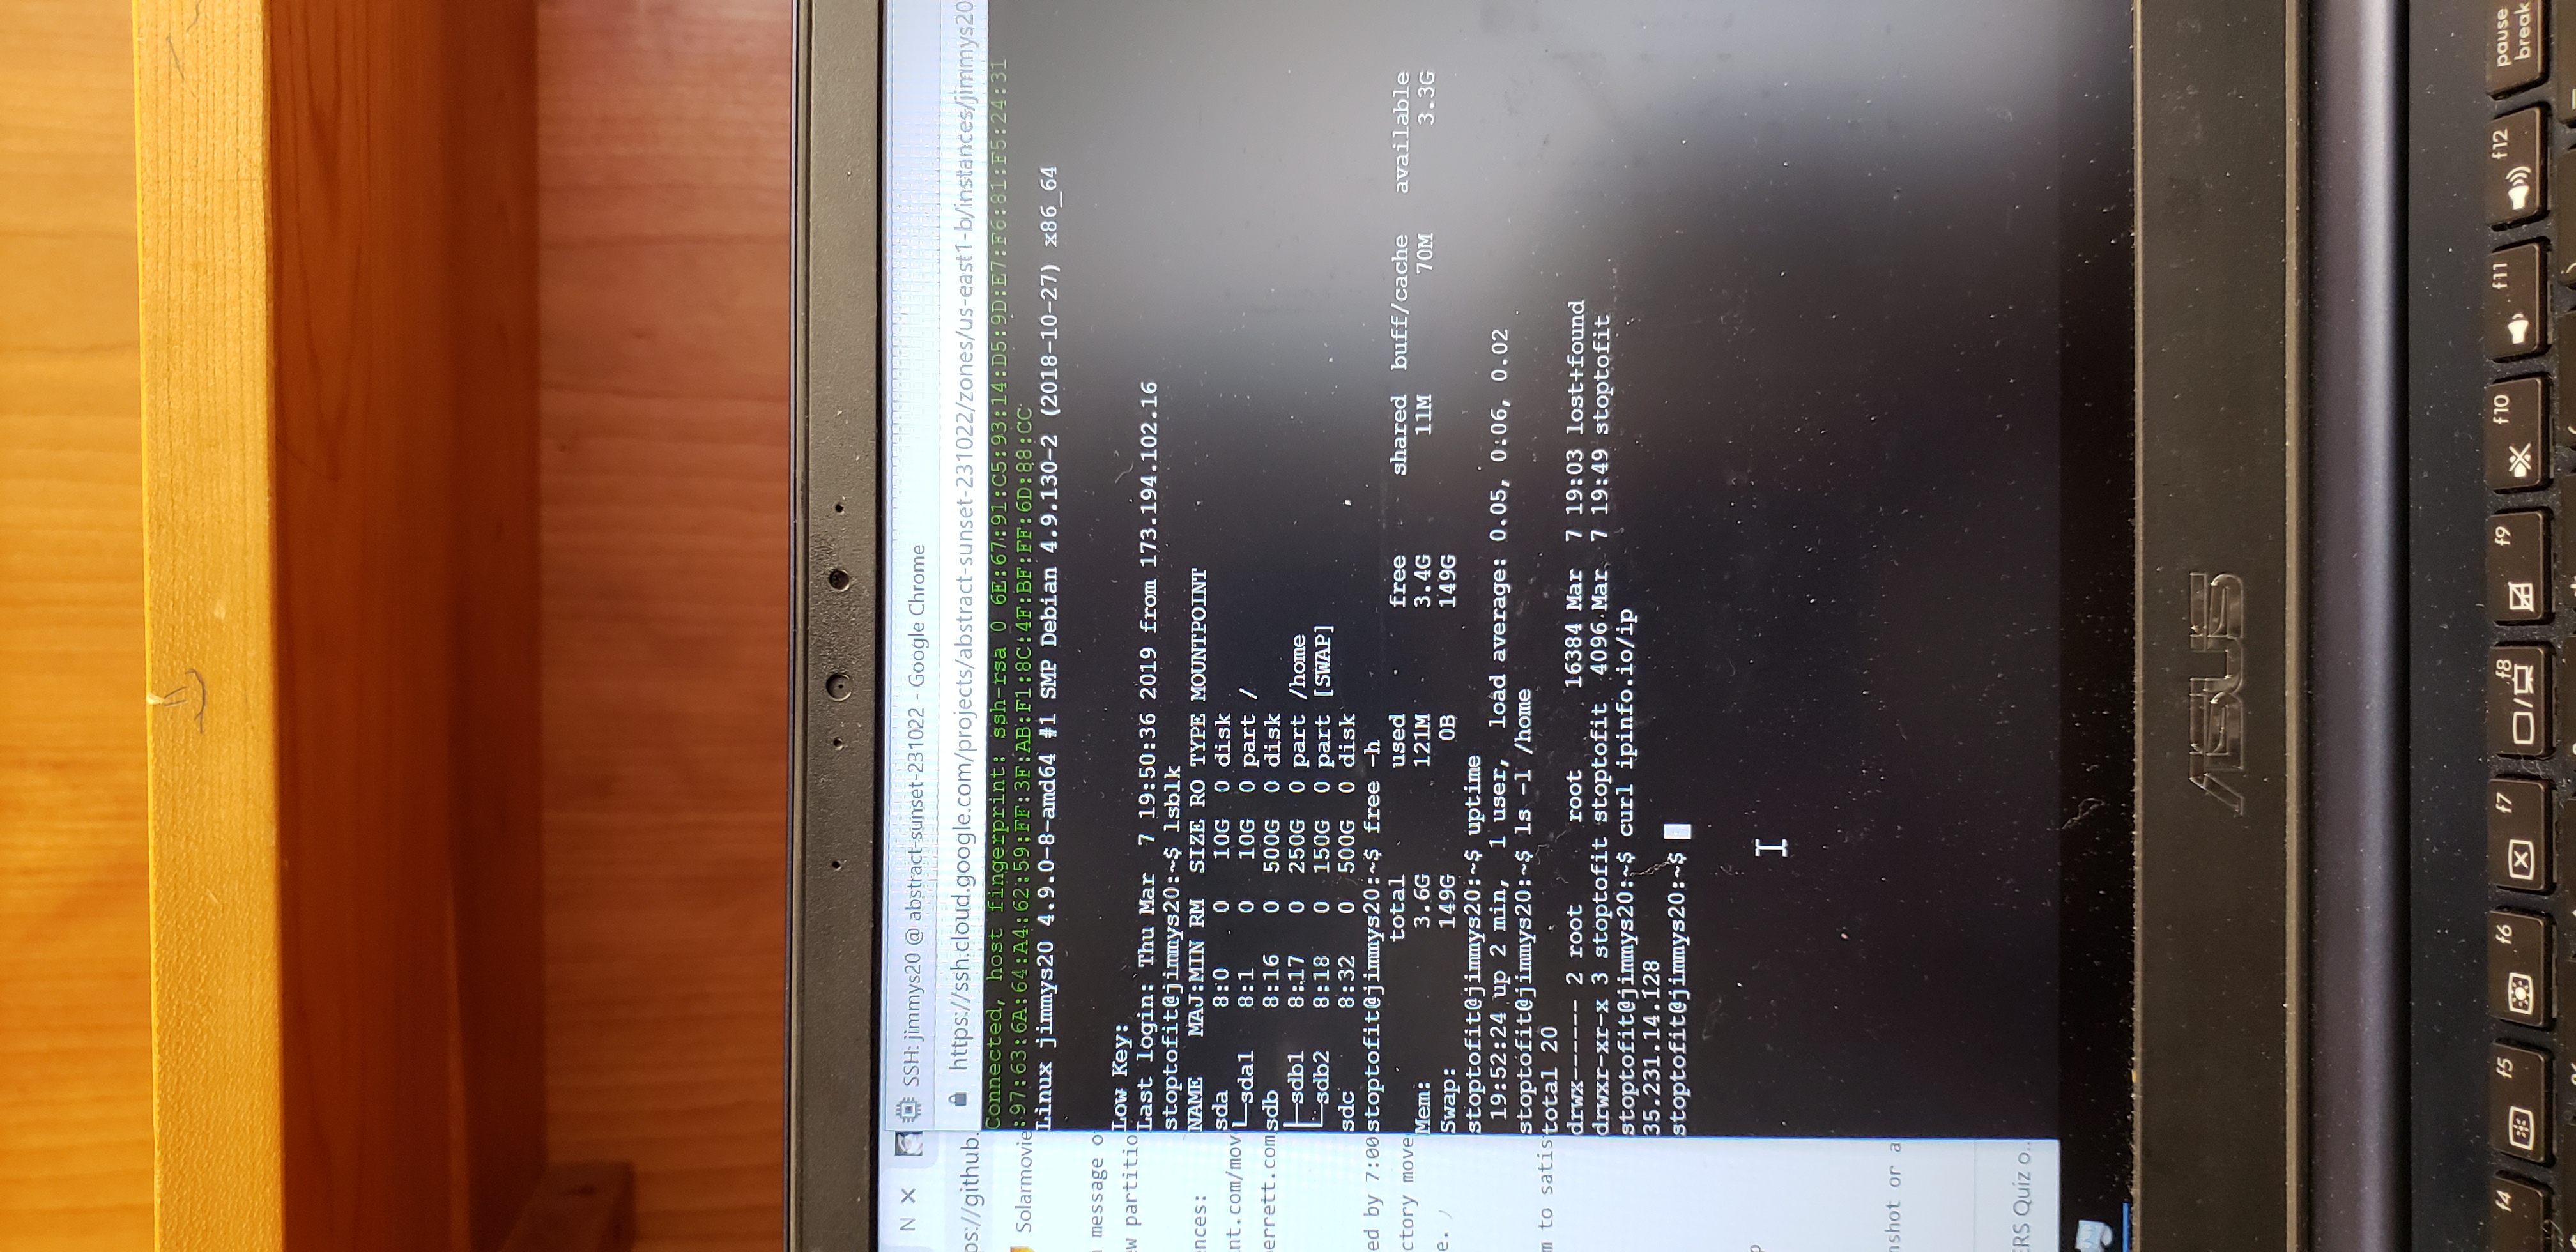 N ×
SSH: jimmys20 @ abstract-sunset-231022 - Google Chrome
ps://github.
https://ssh.cloud.google.com/projects/abstract-sunset-231022/zones/us-east1-b/instances/jimmys20
Solarmovie
message o
w partitio
nces:
nt.com/mov
errett.com
ed by 7:00
ctory move
e.
m to satis
p
nshot or a
ERS Quiz o...
Connected, host fingerprint: ssh-rsa 0 6E:67:91:C5:93:14:D5:9D:E7:F6:81:F5:24:31
:97:63:6A:64:A4:62:59:FF:3F:AB:F1:8C:4F:BF:FF:6D:88:CC
Linux jimmys20 4.9.0-8-amd64 #1 SMP Debian 4.9.130-2 (2018-10-27) x86_64
Low Key:
Last login: Thu Mar  7 19:50:36 2019 from 173.194.102.16
stoptofit@jimmys20:~$ lsblk
NAME   MAJ:MIN RM  SIZE RO TYPE MOUNTPOINT
sda      8:0    0   10G  0 disk
└─sda1   8:1    0   10G  0 part /
sdb      8:16   0  500G  0 disk
├─sdb1   8:17   0  250G  0 part /home
└─sdb2   8:18   0  150G  0 part [SWAP]
sdc      8:32   0  500G  0 disk
stoptofit@jimmys20:~$ free -h
              total        used        free      shared  buff/cache   available
Mem:           3.6G        121M        3.4G         11M         70M        3.3G
Swap:          149G          0B        149G
stoptofit@jimmys20:~$ uptime
 19:52:24 up 2 min,  1 user,  load average: 0.05, 0:06, 0.02
stoptofit@jimmys20:~$ ls -l /home
total 20
drwx------ 2 root      root      16384 Mar  7 19:03 lost+found
drwxr-xr-x 3 stoptofit stoptofit  4096 Mar  7 19:49 stoptofit
stoptofit@jimmys20:~$ curl ipinfo.io/ip
35.231.14.128
stoptofit@jimmys20:~$
ASUS
f4 f5 f6 f7 f8 f9 f10 f11 f12 pause
break